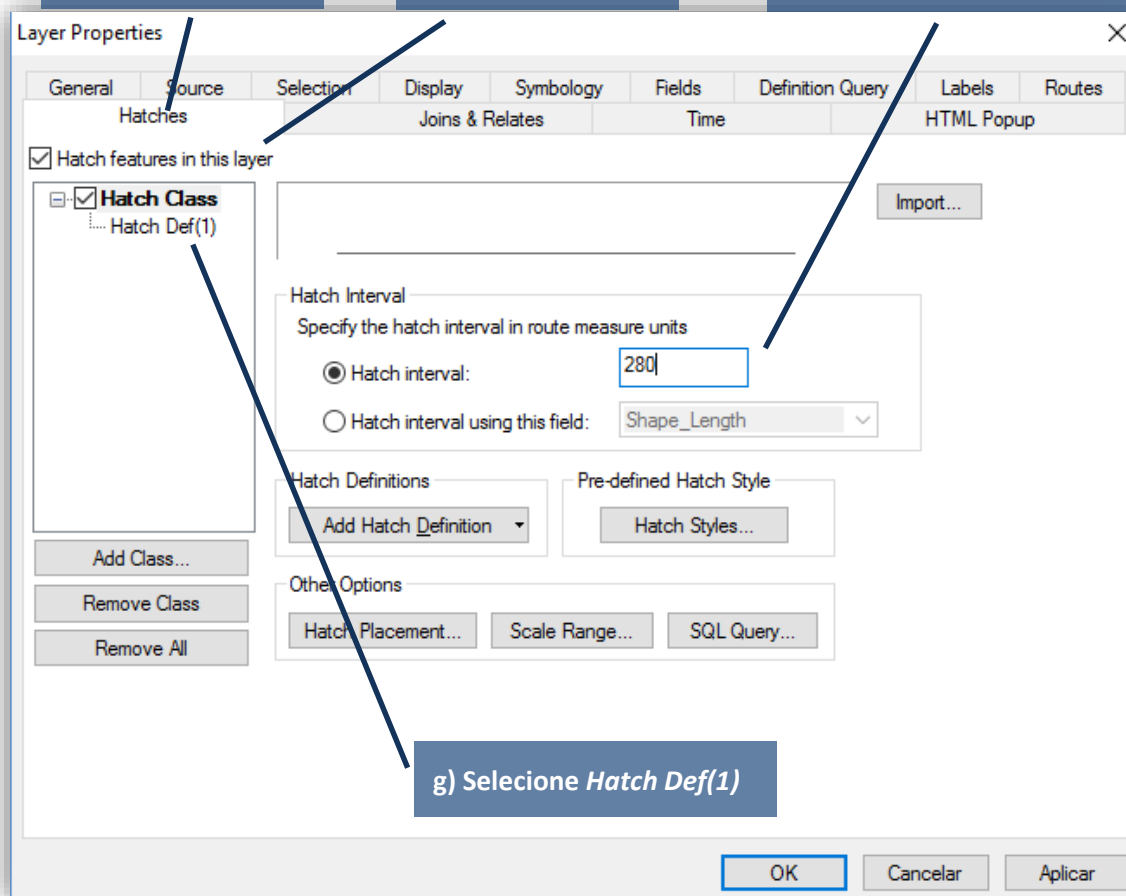 Layer Properties
General Source Selection Display Symbology Fields Definition Query Labels Routes
Hatches Joins & Relates Time HTML Popup
Hatch features in this layer
Hatch Class
Hatch Def(1)
Import...
Hatch Interval
Specify the hatch interval in route measure units
Hatch interval: 280
Hatch interval using this field: Shape_Length
Hatch Definitions Pre-defined Hatch Style
Add Hatch Definition Hatch Styles...
Add Class...
Other Options
Remove Class
Hatch Placement... Scale Range... SQL Query...
Remove All
g) Selecione Hatch Def(1)
OK Cancelar Aplicar